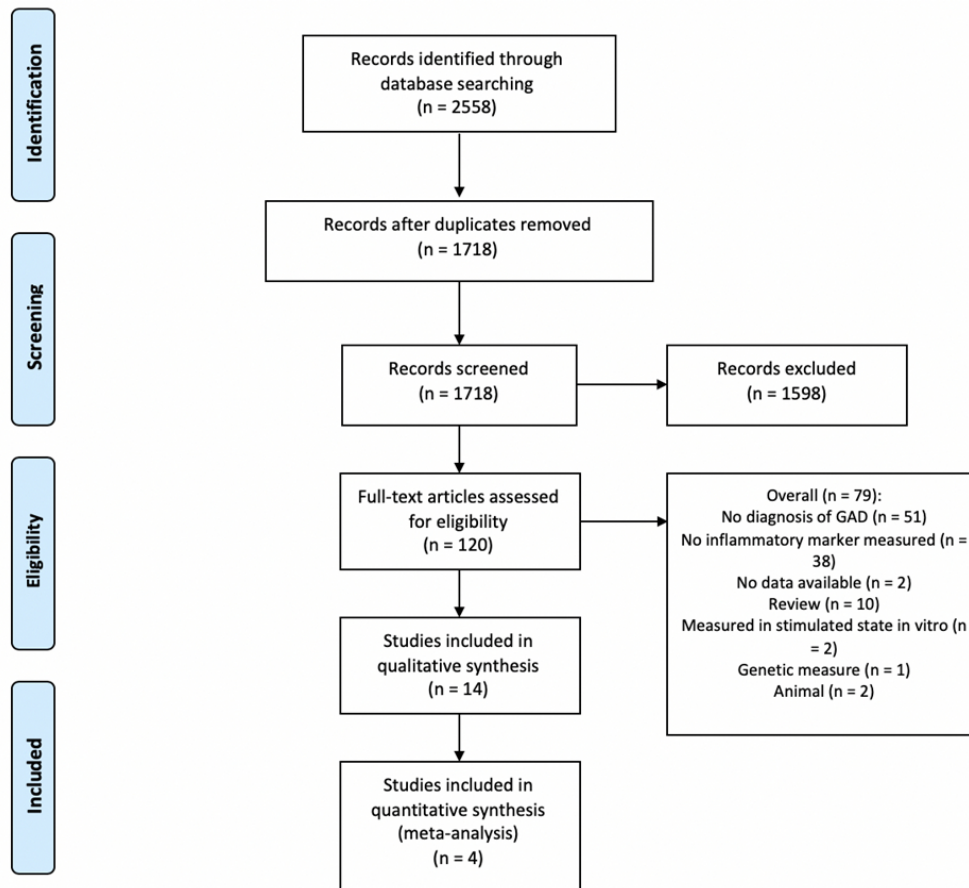 Identification
Records identified through
database searching
(n = 2558)
Records after duplicates removed
(n = 1718)
Screening
Records screened
(n = 1718)
Records excluded
(n = 1598)
Eligibility
Full-text articles assessed
for eligibility
(n = 120)
Overall (n = 79):
No diagnosis of GAD (n = 51)
No inflammatory marker measured (n =
38)
No data available (n = 2)
Review (n = 10)
Measured in stimulated state in vitro (n
= 2)
Genetic measure (n = 1)
Animal (n = 2)
Studies included in
qualitative synthesis
(n = 14)
Included
Studies included in
quantitative synthesis
(meta-analysis)
(n = 4)